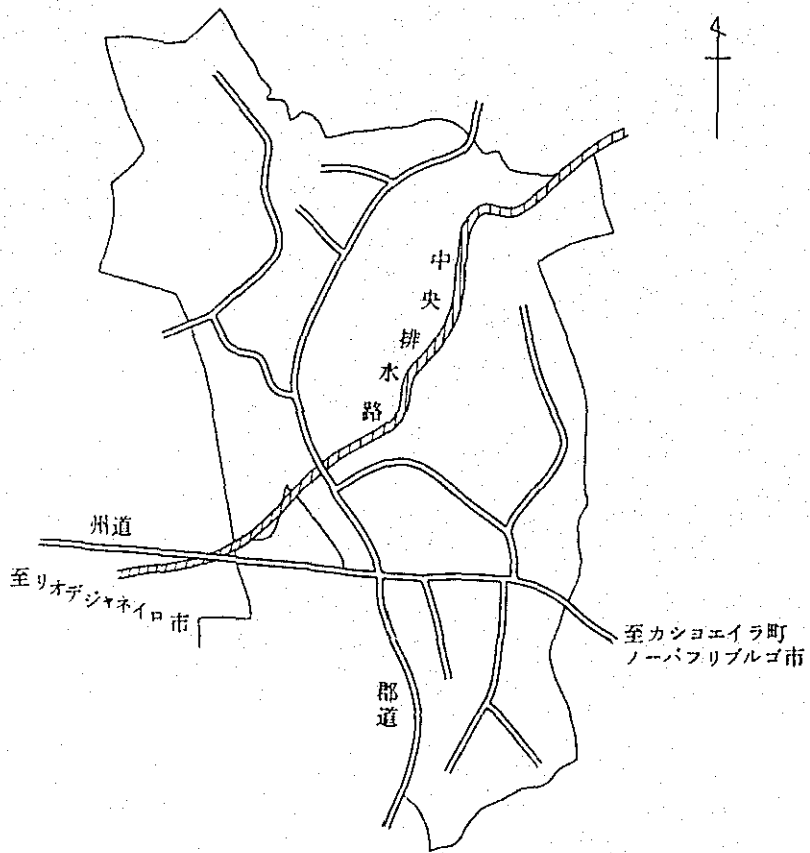 中央排水路
州道
至リオデジャネイロ市
至カショエイラ町
ノーバフリブルゴ市
郡道